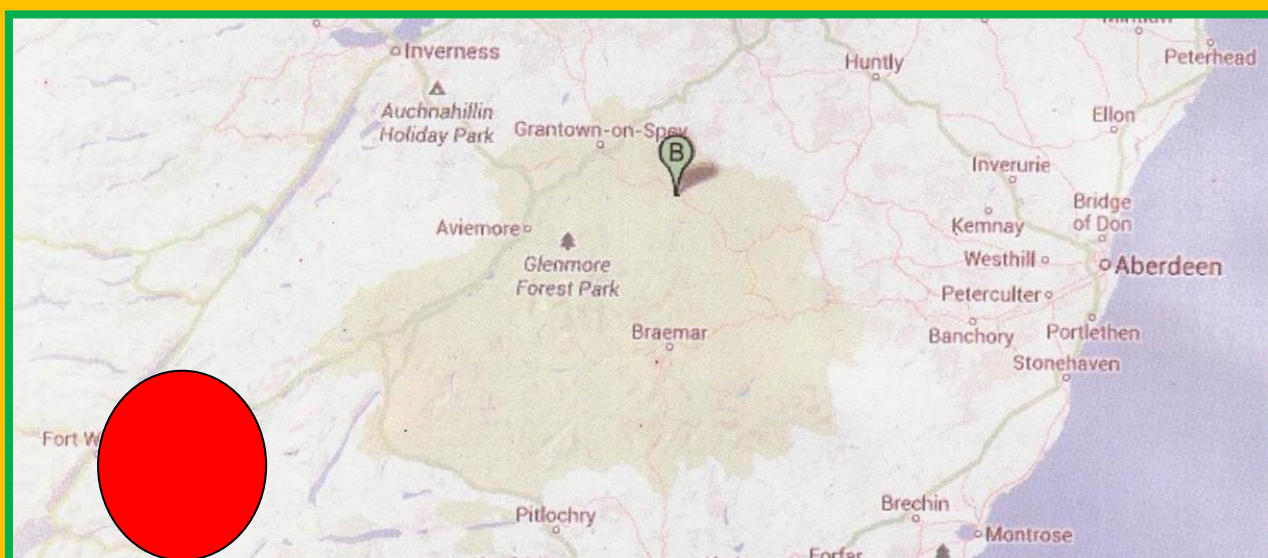 Inverness
Huntly
Peterhead
Auchnahillin
Holiday Park
Ellon
Grantown-on-Spey
B
Inverurie
Bridge
of Don
Kemnay
Aviemore
Westhill
Aberdeen
Glenmore
Forest Park
Peterculter
Braemar
Banchory
Portlethen
Stonehaven
Fort W
Brechin
Pitlochry
Montrose
Forfar